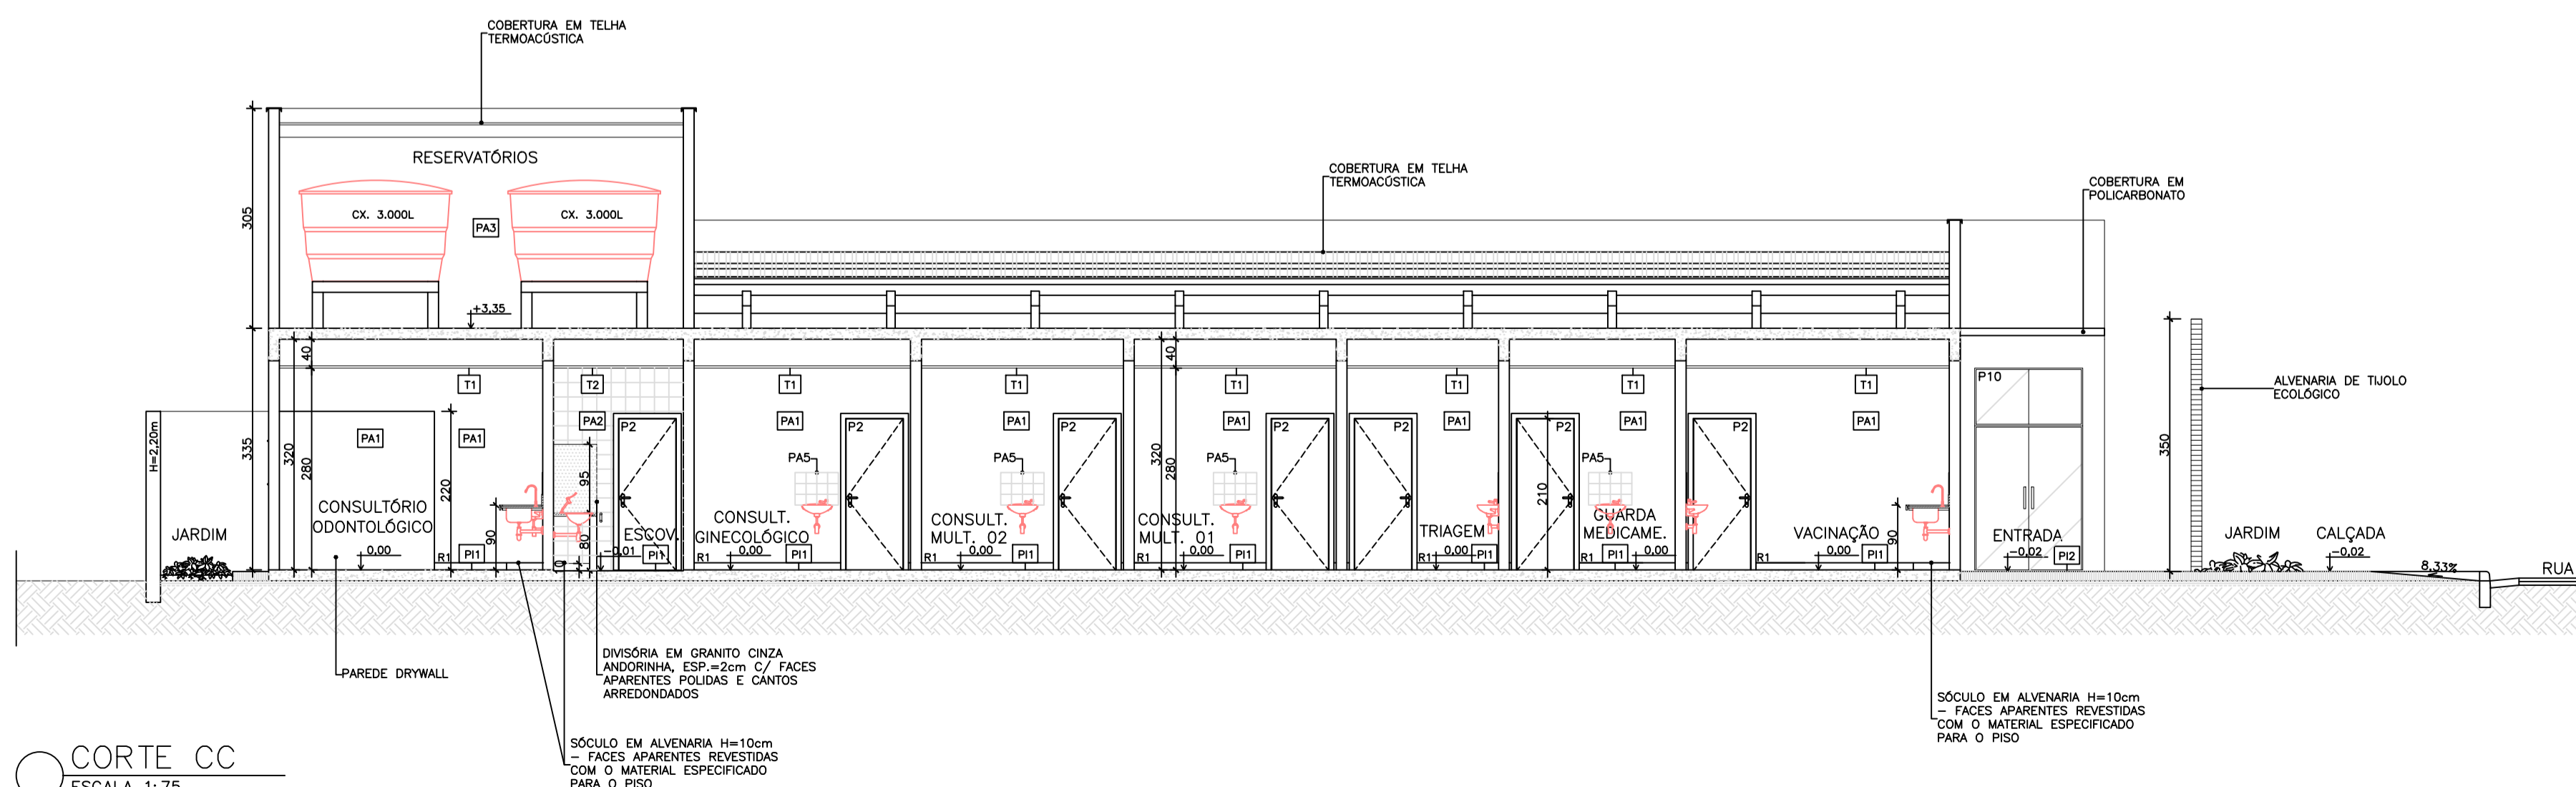 COBERTURA EM TELHA
TERMOACÚSTICA
RESERVATÓRIOS
CX. 3.000L
CX. 3.000L
PA3
305
+3,35
COBERTURA EM TELHA
TERMOACÚSTICA
COBERTURA EM
POLICARBONATO
40
40
T1
T2
T1
T1
T1
T1
T1
T1
P10
ALVENARIA DE TIJOLO
ECOLÓGICO
PA1
PA1
PA2
PA1
PA1
PA1
PA1
PA1
PA1
P2
P2
P2
P2
P2
P2
P2
H=2,20m
335
320
280
220
95
PA5
PA5
PA5
PA5
320
280
210
350
90
80
10
90
JARDIM
CONSULTÓRIO
ODONTOLÓGICO
ESCOV.
CONSULT.
GINECOLÓGICO
CONSULT.
MULT. 02
CONSULT.
MULT. 01
TRIAGEM
GUARDA
MEDICAME.
VACINAÇÃO
ENTRADA
JARDIM
CALÇADA
0,00
R1
PI1
-0,01
PI1
R1
0,00
PI1
R1
0,00
PI1
R1
0,00
PI1
R1
0,00
PI1
R1
PI1
0,00
R1
0,00
PI1
-0,02
PI2
-0,02
8,33%
RUA
PAREDE DRYWALL
DIVISÓRIA EM GRANITO CINZA
ANDORINHA, ESP.=2cm C/ FACES
APARENTES POLIDAS E CANTOS
ARREDONDADOS
SÓCULO EM ALVENARIA H=10cm
– FACES APARENTES REVESTIDAS
COM O MATERIAL ESPECIFICADO
PARA O PISO
SÓCULO EM ALVENARIA H=10cm
– FACES APARENTES REVESTIDAS
COM O MATERIAL ESPECIFICADO
PARA O PISO
CORTE CC
ESCALA 1:75